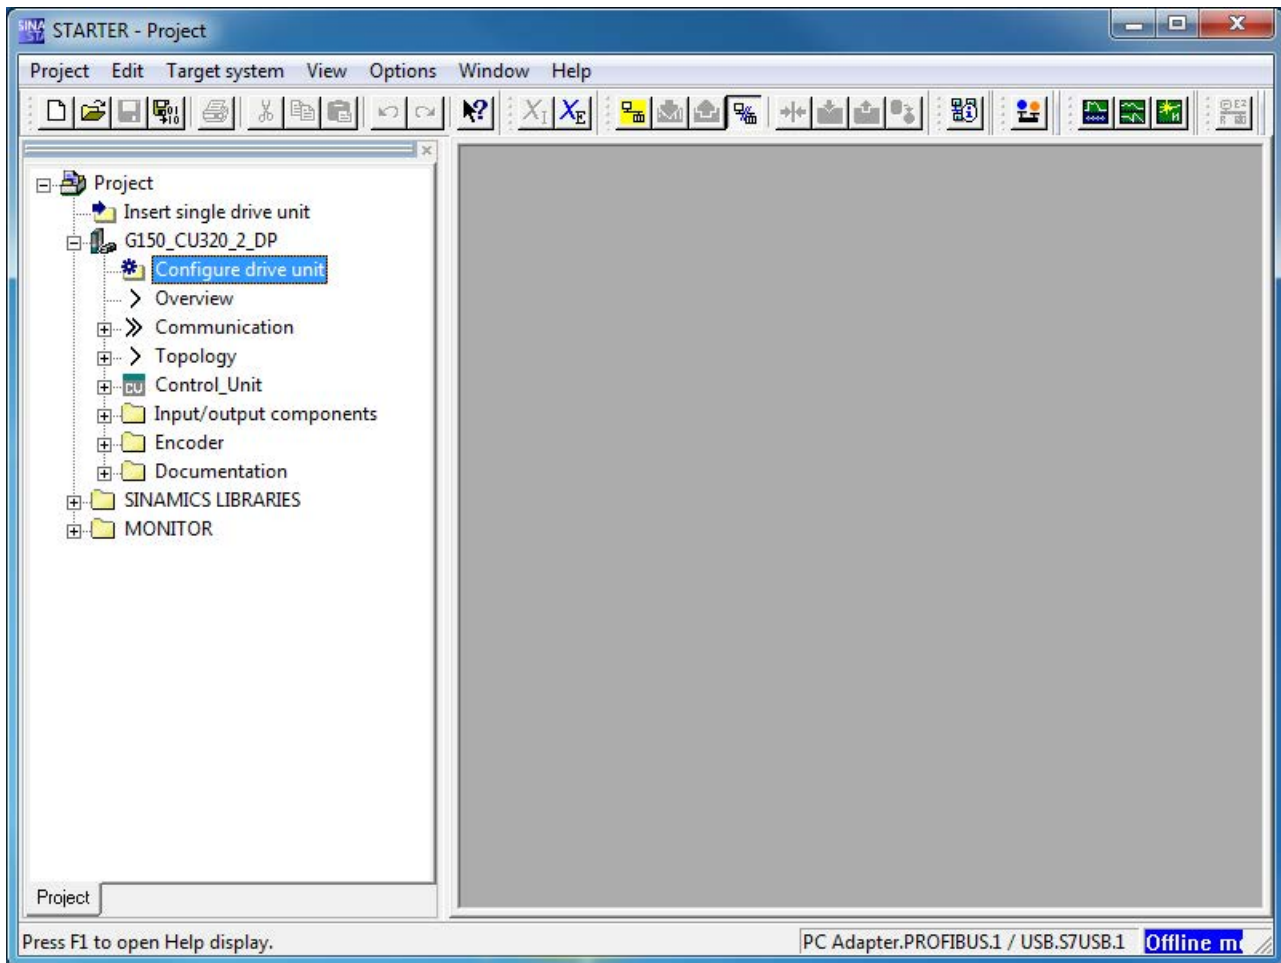 STARTER - Project
Project Edit Target system View Options Window Help
Project
Insert single drive unit
G150_CU320_2_DP
Configure drive unit
Overview
Communication
Topology
CU Control_Unit
Input/output components
Encoder
Documentation
SINAMICS LIBRARIES
MONITOR
Project
Press F1 to open Help display.
PC Adapter.PROFIBUS.1 / USB.S7USB.1 Offline